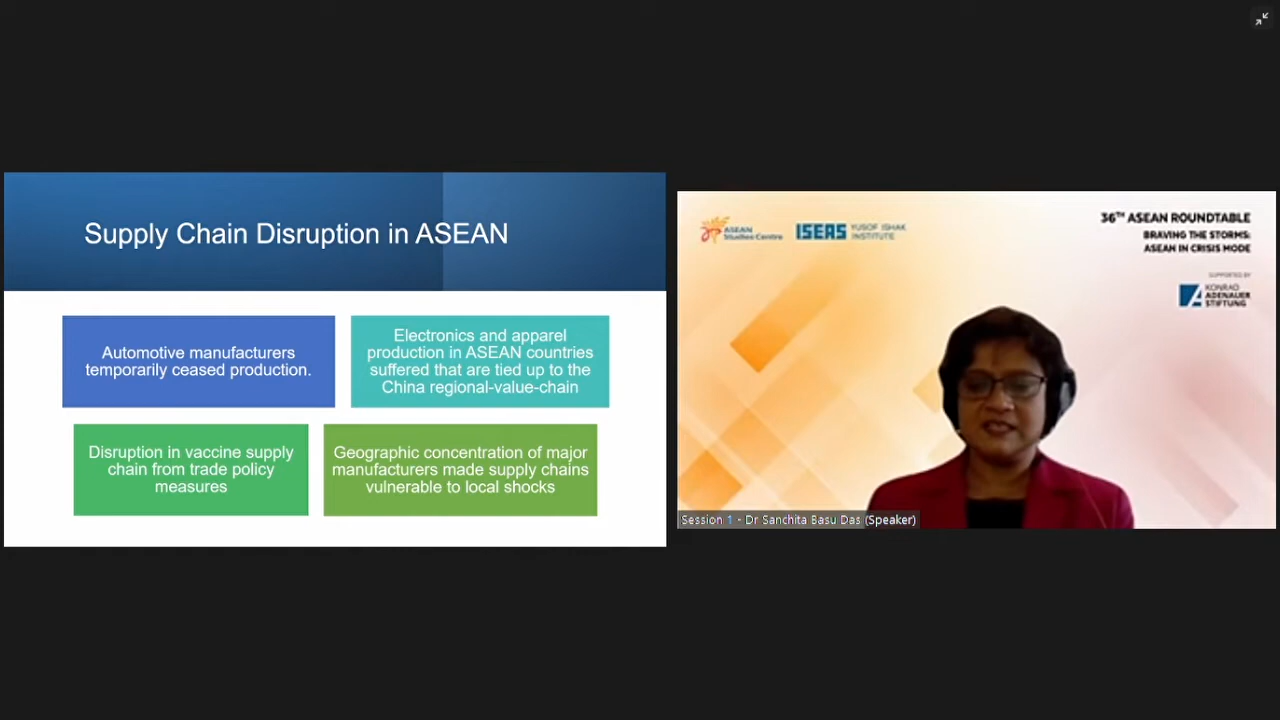 Supply Chain Disruption in ASEAN
Automotive manufacturers
temporarily ceased production.
Electronics and apparel
production in ASEAN countries
suffered that are tied up to the
China regional-value-chain
Disruption in vaccine supply
chain from trade policy
measures
Geographic concentration of major
manufacturers made supply chains
vulnerable to local shocks
ASEAN
Studies Centre
ISEAS
YUSOF ISHAK
INSTITUTE
36TH ASEAN ROUNDTABLE
BRAVING THE STORMS:
ASEAN IN CRISIS MODE
SUPPORTED BY
KONRAD
ADENAUER
STIFTUNG
Session 1 - Dr Sanchita Basu Das (Speaker)